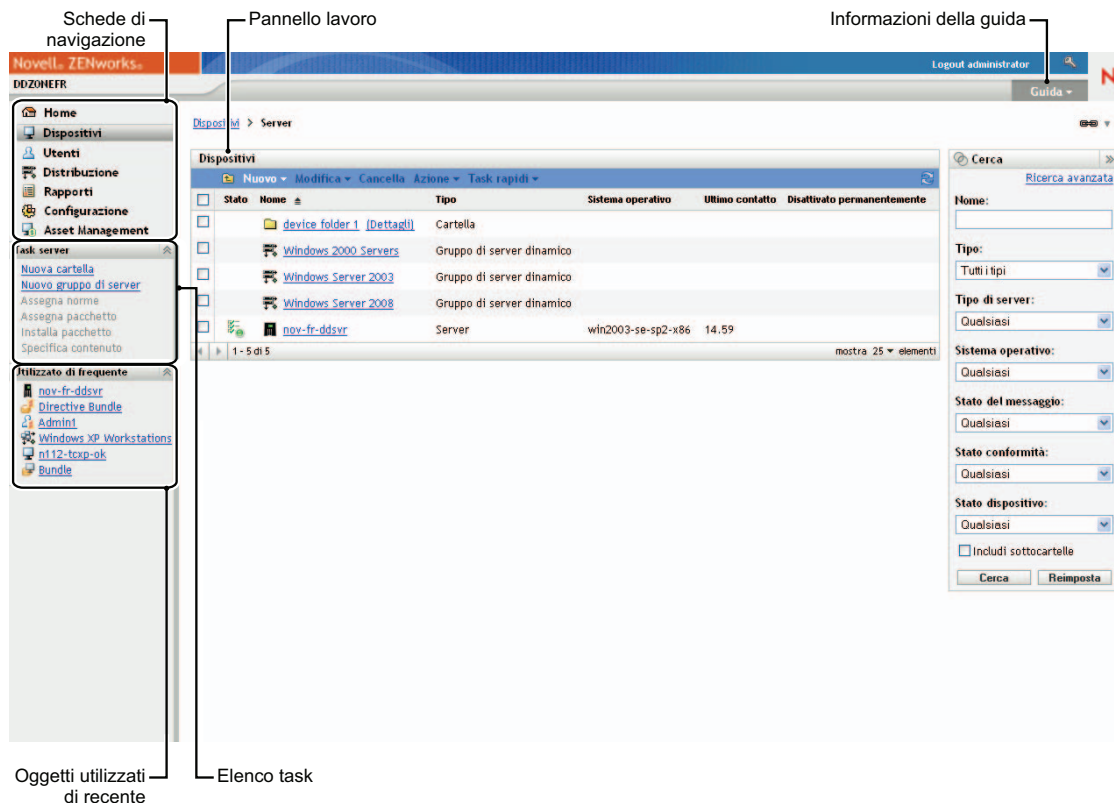 Schede di
navigazione
Pannello lavoro
Informazioni della guida
Novell® ZENworks®
Logout administrator
N
DDZONEFR
Guida
Home
Dispositivi
Utenti
Distribuzione
Rapporti
Configurazione
Asset Management
Task server
Nuova cartella
Nuovo gruppo di server
Assegna norme
Assegna pacchetto
Installa pacchetto
Specifica contenuto
Utilizzato di frequente
nov-fr-ddsvr
Directive Bundle
Admin1
Windows XP Workstations
n112-tcxp-ok
Bundle
Dispositivi > Server
Dispositivi
Nuovo Modifica Cancella Azione Task rapidi
Stato Nome Tipo Sistema operativo Ultimo contatto Disattivato permanentemente
device folder 1 (Dettagli) Cartella
Windows 2000 Servers Gruppo di server dinamico
Windows Server 2003 Gruppo di server dinamico
Windows Server 2008 Gruppo di server dinamico
nov-fr-ddsvr Server win2003-se-sp2-x86 14.59
1 - 5 di 5 mostra 25 elementi
Cerca
Ricerca avanzata
Nome:
Tipo:
Tutti i tipi
Tipo di server:
Qualsiasi
Sistema operativo:
Qualsiasi
Stato del messaggio:
Qualsiasi
Stato conformità:
Qualsiasi
Stato dispositivo:
Qualsiasi
Includi sottocartelle
Cerca Reimposta
Oggetti utilizzati
di recente
Elenco task